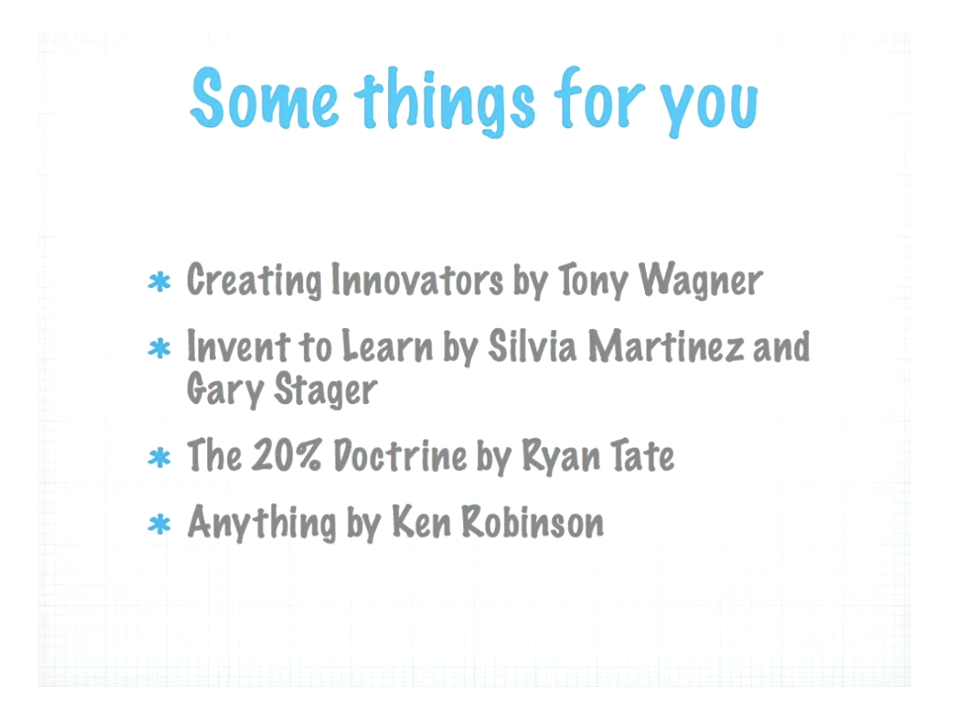 Some things for you
* Creating Innovators by Tony Wagner
* Invent to Learn by Silvia Martinez and
Gary Stager
* The 20% Doctrine by Ryan Tate
* Anything by Ken Robinson